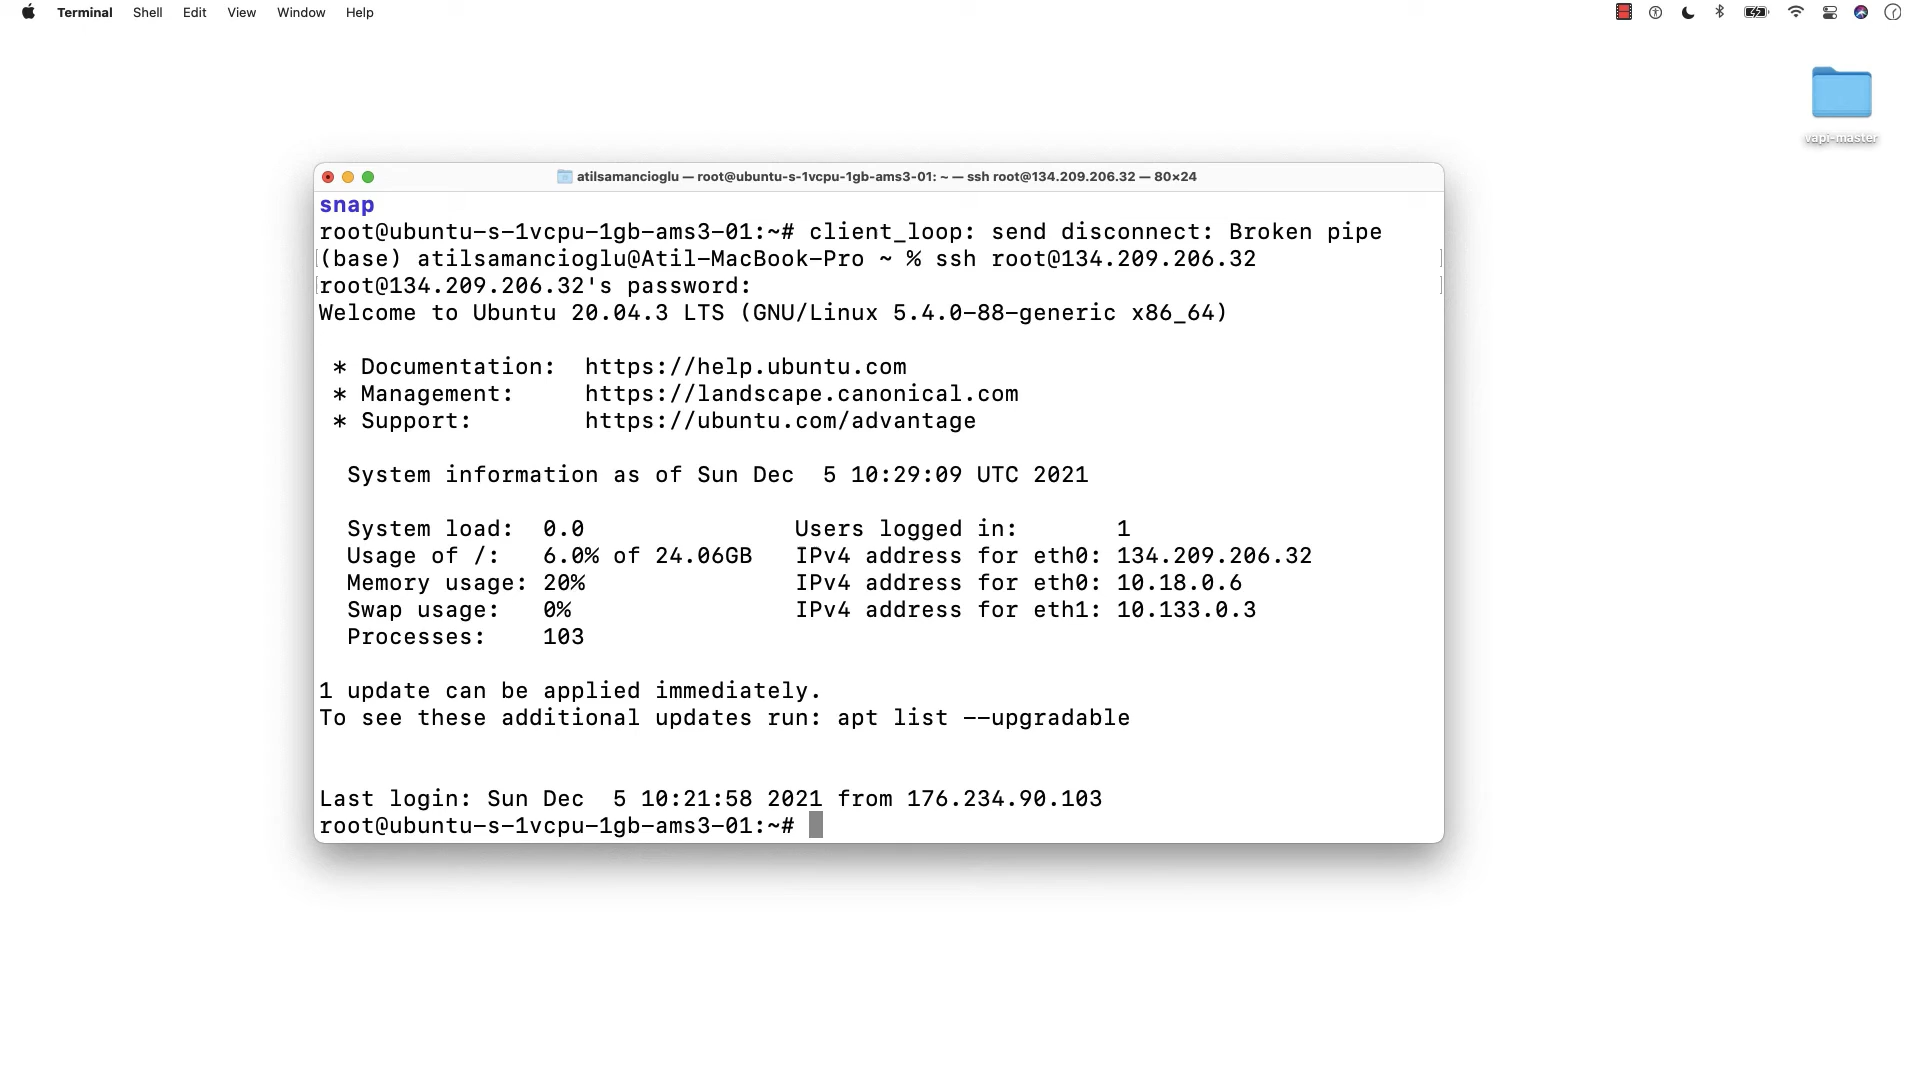 Terminal Shell Edit View Window Help
vapi-master
atilsamancioglu — root@ubuntu-s-1vcpu-1gb-ams3-01: ~ — ssh root@134.209.206.32 — 80×24
snap
root@ubuntu-s-1vcpu-1gb-ams3-01:~# client_loop: send disconnect: Broken pipe
(base) atilsamancioglu@Atil-MacBook-Pro ~ % ssh root@134.209.206.32
root@134.209.206.32's password:
Welcome to Ubuntu 20.04.3 LTS (GNU/Linux 5.4.0-88-generic x86_64)
* Documentation: https://help.ubuntu.com
* Management: https://landscape.canonical.com
* Support: https://ubuntu.com/advantage
System information as of Sun Dec 5 10:29:09 UTC 2021
System load: 0.0 Users logged in: 1
Usage of /: 6.0% of 24.06GB IPv4 address for eth0: 134.209.206.32
Memory usage: 20% IPv4 address for eth0: 10.18.0.6
Swap usage: 0% IPv4 address for eth1: 10.133.0.3
Processes: 103
1 update can be applied immediately.
To see these additional updates run: apt list --upgradable
Last login: Sun Dec 5 10:21:58 2021 from 176.234.90.103
root@ubuntu-s-1vcpu-1gb-ams3-01:~#